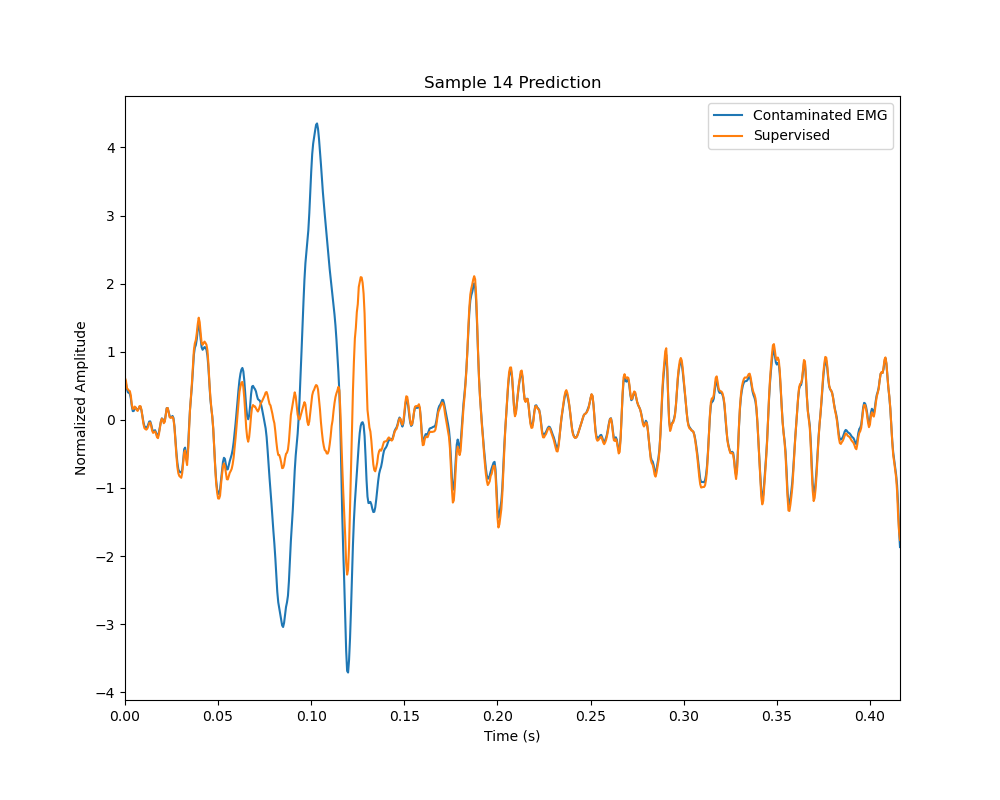 Sample 14 Prediction
Contaminated EMG
Supervised
Normalized Amplitude
4
3
2
1
0
−1
−2
−3
−4
0.00 0.05 0.10 0.15 0.20 0.25 0.30 0.35 0.40
Time (s)